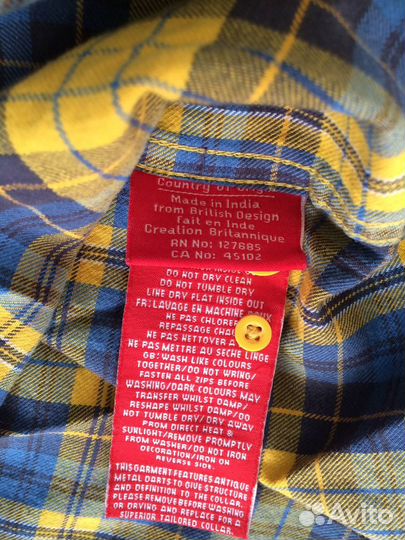 Country of Origin
Made in India
from British Design
Fait en Inde
Creation Britannique
RN No: 127885
CA No: 45102
INSIDE
DO NOT DRY CLEAN
DO NOT TUMBLE DRY
LINE DRY FLAT INSIDE OUT
FR: LAVAGE EN MACHINE DOUX
NE PAS CHLORER
REPASSAGE CHAUD
NE PAS NETTOYER A
NE PAS METTRE AU SECHE LINGE
GB: WASH LIKE COLOURS
TOGETHER/DO NOT WRING/
FASTEN ALL ZIPS BEFORE
WASHING/DARK COLOURS MAY
TRANSFER WHILST DAMP/
RESHAPE WHILST DAMP/DO
NOT TUMBLE DRY/DRY AWAY
FROM DIRECT HEAT &
SUNLIGHT/REMOVE PROMPTLY
FROM WASHER/DO NOT IRON
DECORATION/IRON ON
REVERSE SIDE.
THIS GARMENT FEATURES ANTIQUE
METAL DARTS TO GIVE STRUCTURE
AND DEFINITION TO THE COLLAR.
PLEASE REMOVE BEFORE WASHING
OR DRYING AND REPLACE FOR A
SUPERIOR TAILORED COLLAR.
Avito